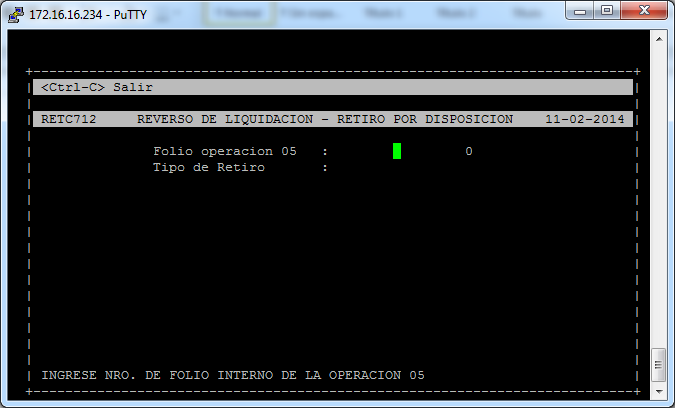 172.16.16.234 - PuTTY
<Ctrl-C> Salir
RETC712 REVERSO DE LIQUIDACION - RETIRO POR DISPOSICION 11-02-2014
Folio operacion 05 : 0
Tipo de Retiro :
INGRESE NRO. DE FOLIO INTERNO DE LA OPERACION 05